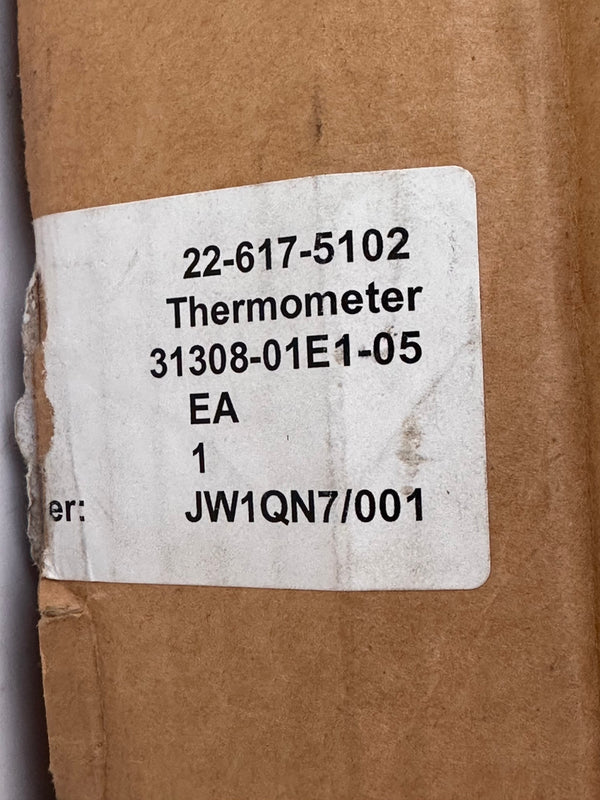 22-617-5102
Thermometer
31308-01E1-05
EA
1
er: JW1QN7/001